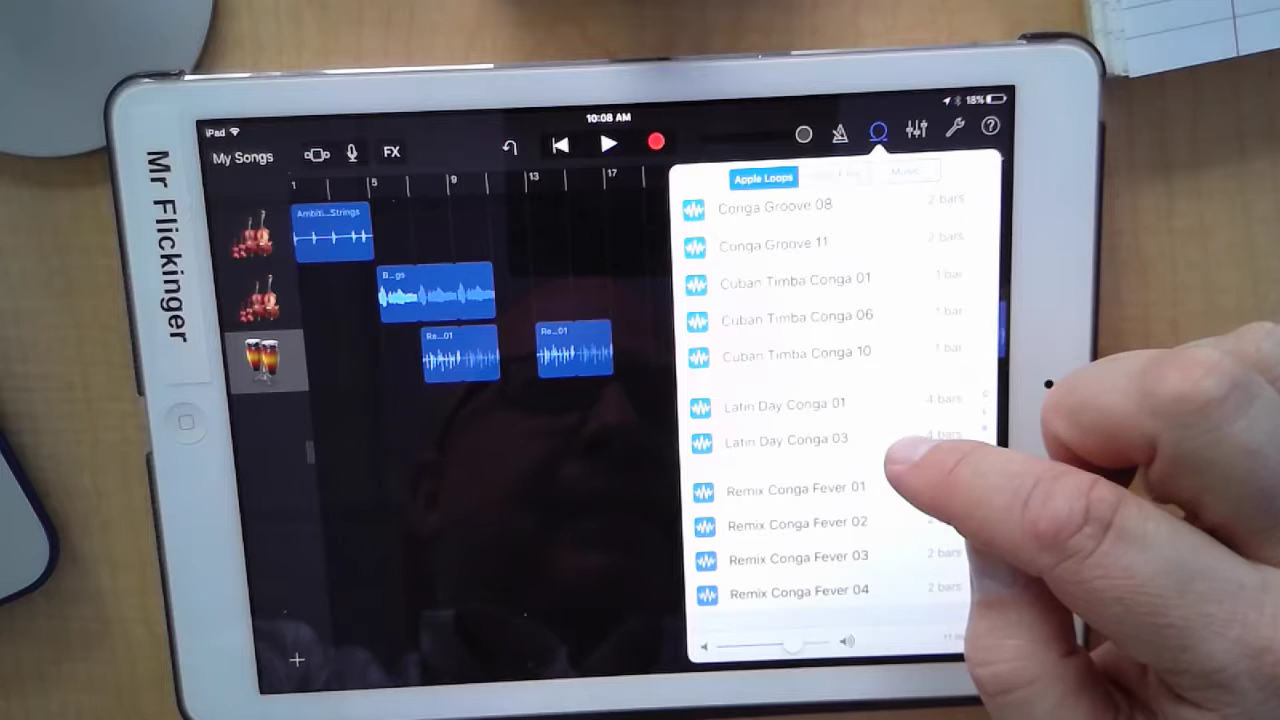 Mr Flickinger
iPad
10:08 AM
18%
My Songs
FX
1 5 9 13 17
Ambiti...Strings
B...gs
Re...01
Re...01
Apple Loops
Music
Conga Groove 08 2 bars
Conga Groove 11 2 bars
Cuban Timba Conga 01 1 bar
Cuban Timba Conga 06 1 bar
Cuban Timba Conga 10 1 bar
Latin Day Conga 01 4 bars
Latin Day Conga 03 4 bars
Remix Conga Fever 01
Remix Conga Fever 02
Remix Conga Fever 03 2 bars
Remix Conga Fever 04 2 bars